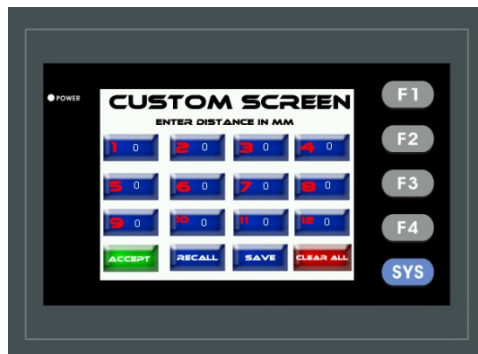 POWER
CUSTOM SCREEN
ENTER DISTANCE IN MM
1 0 2 0 3 0 4 0
5 0 6 0 7 0 8 0
9 0 10 0 11 0 12 0
ACCEPT RECALL SAVE CLEAR ALL
F1
F2
F3
F4
SYS